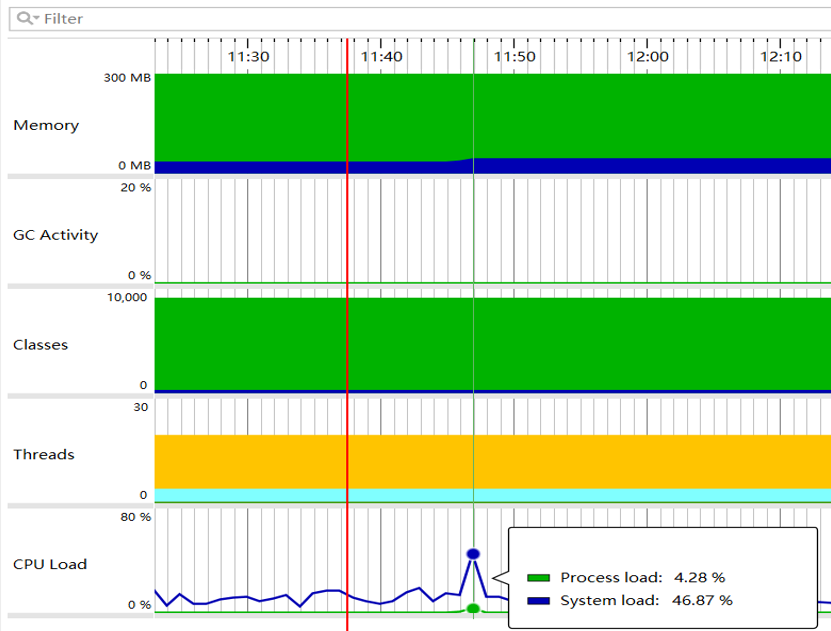 Filter
11:30 11:40 11:50 12:00 12:10
300 MB
Memory
0 MB
20 %
GC Activity
0 %
10,000
Classes
0
30
Threads
0
80 %
CPU Load
0 %
Process load: 4.28 %
System load: 46.87 %